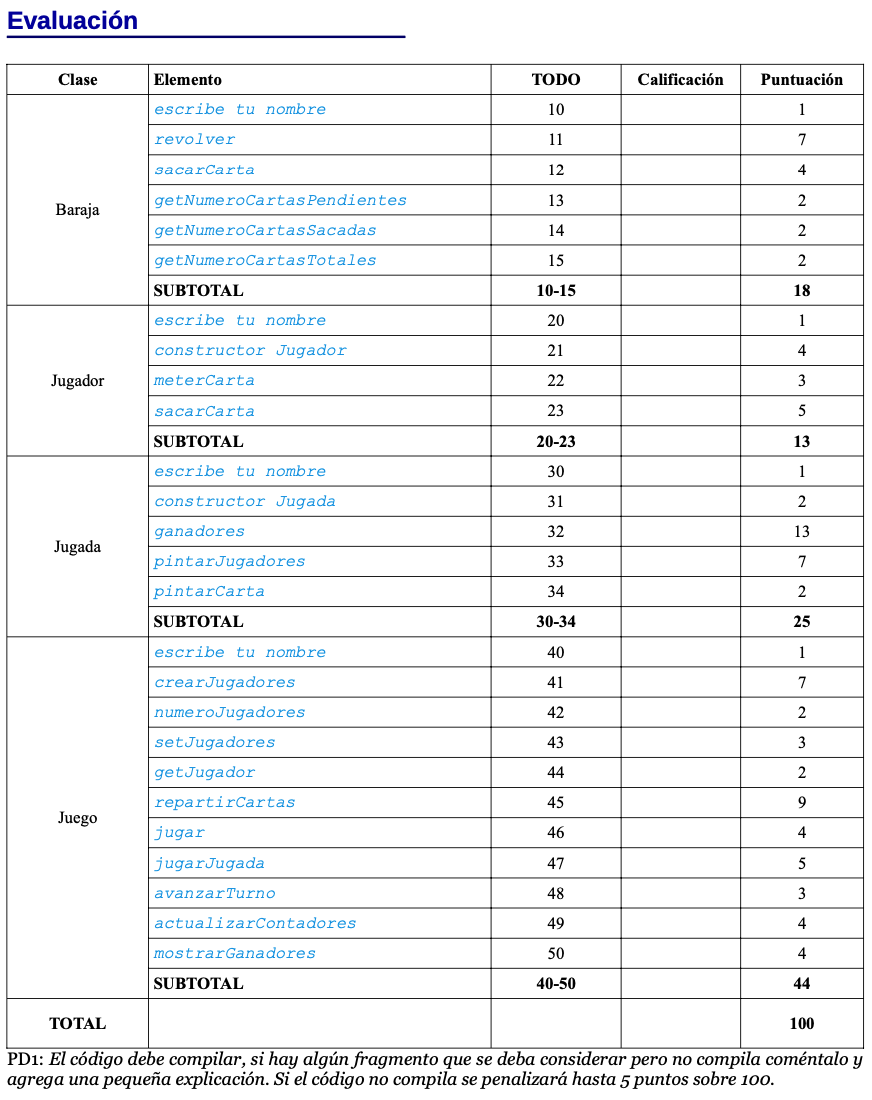 Evaluación
Clase Elemento TODO Calificación Puntuación
Baraja
escribe tu nombre 10 1
revolver 11 7
sacarCarta 12 4
getNumeroCartasPendientes 13 2
getNumeroCartasSacadas 14 2
getNumeroCartasTotales 15 2
SUBTOTAL 10-15 18
Jugador
escribe tu nombre 20 1
constructor Jugador 21 4
meterCarta 22 3
sacarCarta 23 5
SUBTOTAL 20-23 13
Jugada
escribe tu nombre 30 1
constructor Jugada 31 2
ganadores 32 13
pintarJugadores 33 7
pintarCarta 34 2
SUBTOTAL 30-34 25
Juego
escribe tu nombre 40 1
crearJugadores 41 7
numeroJugadores 42 2
setJugadores 43 3
getJugador 44 2
repartirCartas 45 9
jugar 46 4
jugarJugada 47 5
avanzarTurno 48 3
actualizarContadores 49 4
mostrarGanadores 50 4
SUBTOTAL 40-50 44
TOTAL 100
PD1: El código debe compilar, si hay algún fragmento que se deba considerar pero no compila coméntalo y
agrega una pequeña explicación. Si el código no compila se penalizará hasta 5 puntos sobre 100.